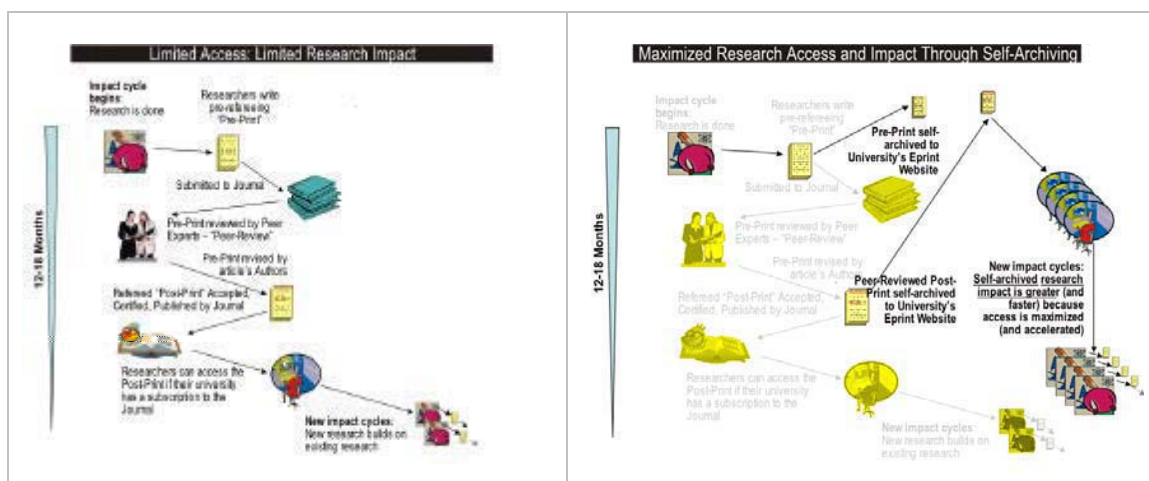 Limited Access: Limited Research Impact
Impact cycle
begins:
Research is done
Researchers write
pre-refereeing
"Pre-Print"
Submitted to Journal
Pre-Print reviewed by Peer
Experts – "Peer-Review"
Pre-Print revised by
article's Authors
Refereed "Post-Print" Accepted,
Certified, Published by Journal
Researchers can access the
Post-Print if their university
has a subscription to the
Journal
New impact cycles:
New research builds on
existing research
12-18 Months
Maximized Research Access and Impact Through Self-Archiving
Impact cycle
begins:
Research is done
Researchers write
pre-refereeing
"Pre-Print"
Pre-Print self-
archived to
University's Eprint
Website
Submitted to Journal
Pre-Print reviewed by Peer
Experts – "Peer-Review"
Pre-Print revised by
article's Authors
Peer-Reviewed Post-
Print self-archived
to University's
Eprint Website
Refereed "Post-Print" Accepted,
Certified, Published by Journal
Researchers can access the
Post-Print if their university
has a subscription to the
Journal
New impact cycles:
Self-archived research
impact is greater (and
faster) because
access is maximized
(and accelerated)
New impact cycles:
New research builds on
existing research
12-18 Months